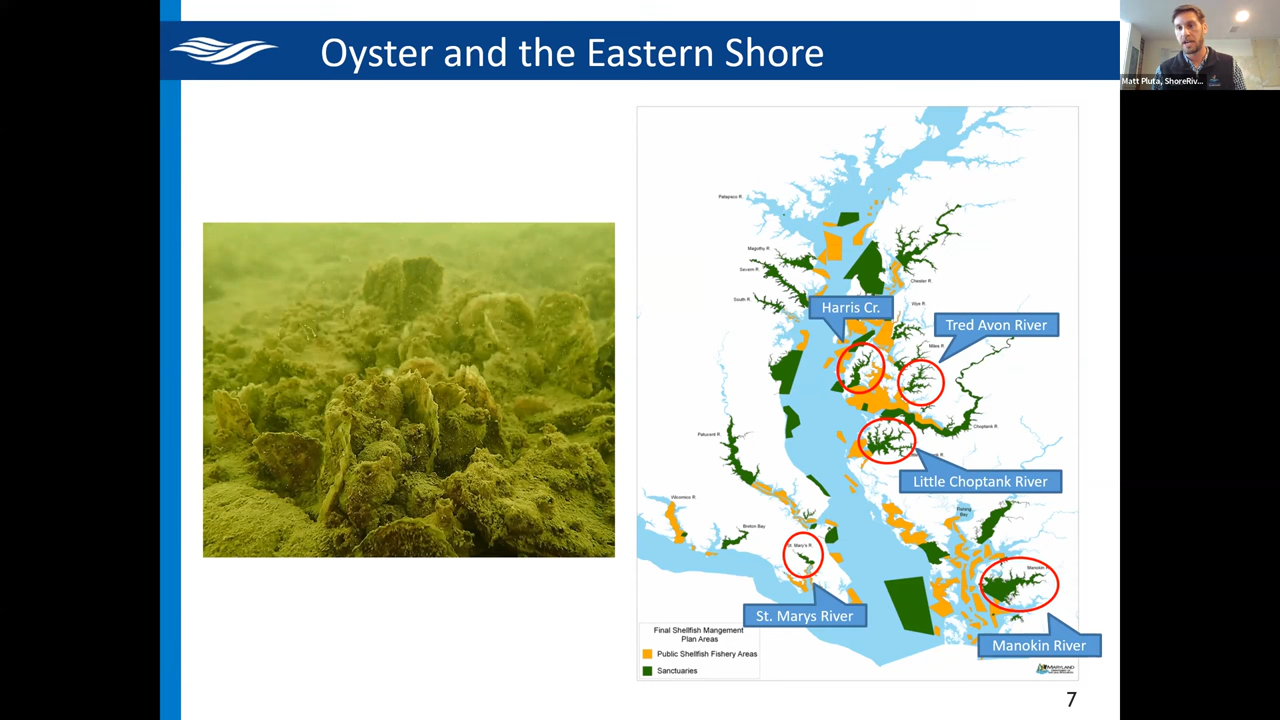 Oyster and the Eastern Shore
Matt Pluta, ShoreRiv...
Patapsco R.
Magothy R.
Severn R.
Chester R.
South R.
Wye R.
Harris Cr.
Tred Avon River
Miles R.
Choptank R.
Patuxent R.
Little Choptank River
Wicomico R.
Fishing
Bay
Breton Bay
St. Mary's R.
Manokin R.
St. Marys River
Manokin River
Final Shellfish Mangement
Plan Areas
Public Shellfish Fishery Areas
Sanctuaries
MARYLAND
7